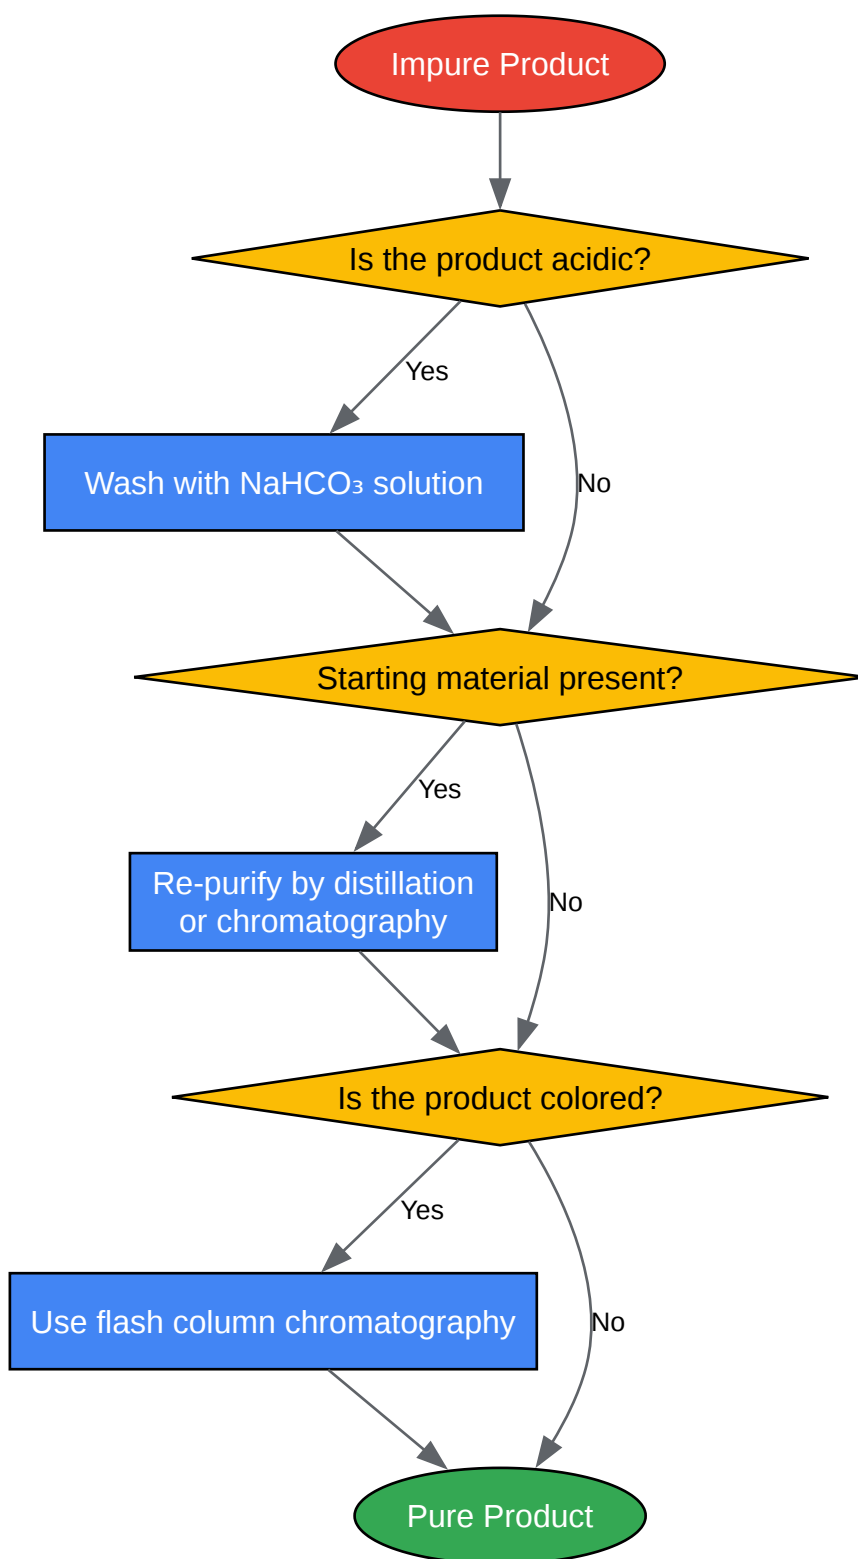 Impure Product
Is the product acidic?
Yes
Wash with NaHCO₃ solution
No
Starting material present?
Yes
Re-purify by distillation
or chromatography
No
Is the product colored?
Yes
Use flash column chromatography
No
Pure Product